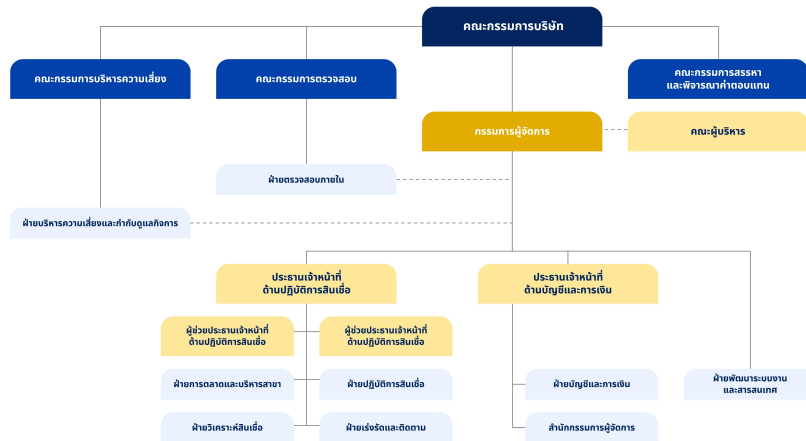 คณะกรรมการบริษัท
คณะกรรมการบริหารความเสี่ยง
คณะกรรมการตรวจสอบ
คณะกรรมการสรรหา
และพิจารณาค่าตอบแทน
กรรมการผู้จัดการ
คณะผู้บริหาร
ฝ่ายตรวจสอบภายใน
ฝ่ายบริหารความเสี่ยงและกำกับดูแลกิจการ
ประธานเจ้าหน้าที่
ด้านปฏิบัติการสินเชื่อ
ประธานเจ้าหน้าที่
ด้านบัญชีและการเงิน
ผู้ช่วยประธานเจ้าหน้าที่
ด้านปฏิบัติการสินเชื่อ
ผู้ช่วยประธานเจ้าหน้าที่
ด้านปฏิบัติการสินเชื่อ
ฝ่ายการตลาดและบริหารสาขา
ฝ่ายปฏิบัติการสินเชื่อ
ฝ่ายบัญชีและการเงิน
ฝ่ายพัฒนาระบบงาน
และสารสนเทศ
ฝ่ายวิเคราะห์สินเชื่อ
ฝ่ายเร่งรัดและติดตาม
สำนักกรรมการผู้จัดการ